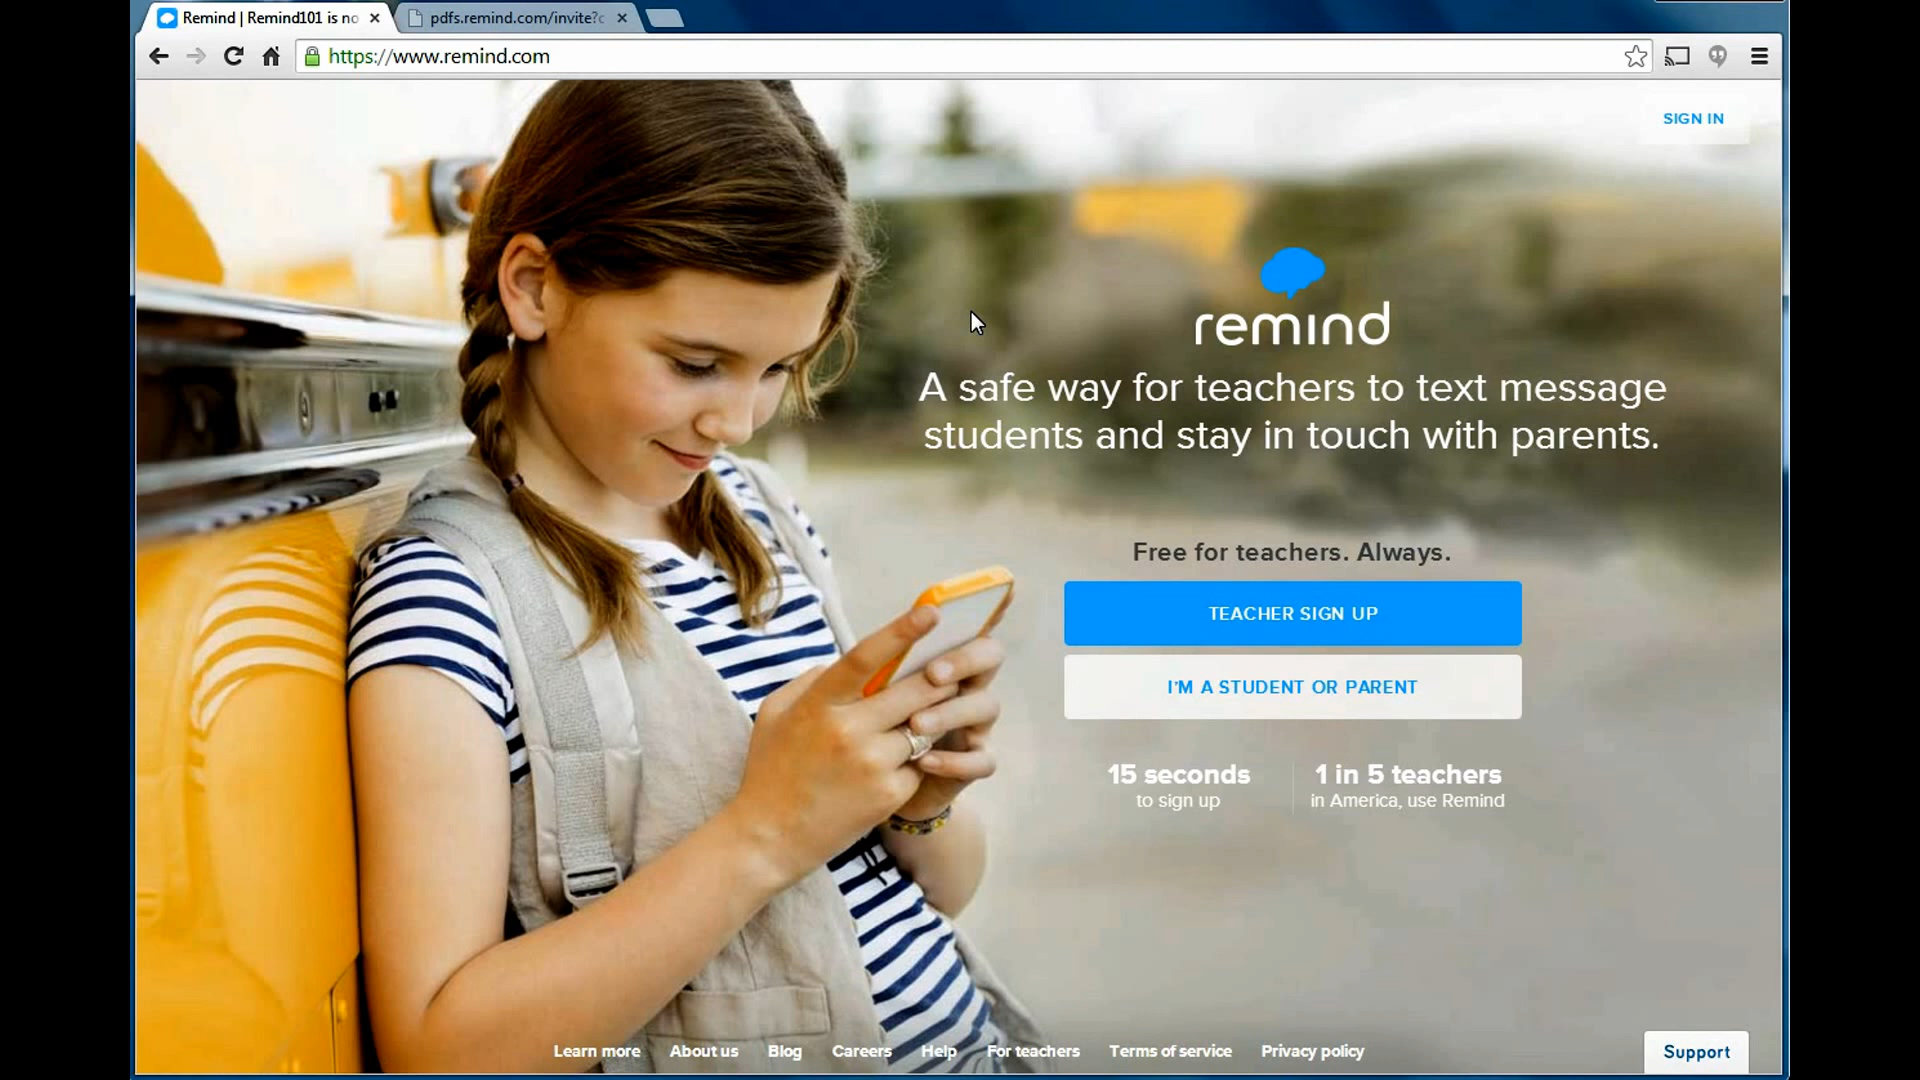 Remind | Remind101 is no
pdfs.remind.com/invite?c
https://www.remind.com
SIGN IN
remind
A safe way for teachers to text message
students and stay in touch with parents.
Free for teachers. Always.
TEACHER SIGN UP
I'M A STUDENT OR PARENT
15 seconds
to sign up
1 in 5 teachers
in America, use Remind
Learn more About us Blog Careers Help For teachers Terms of service Privacy policy
Support